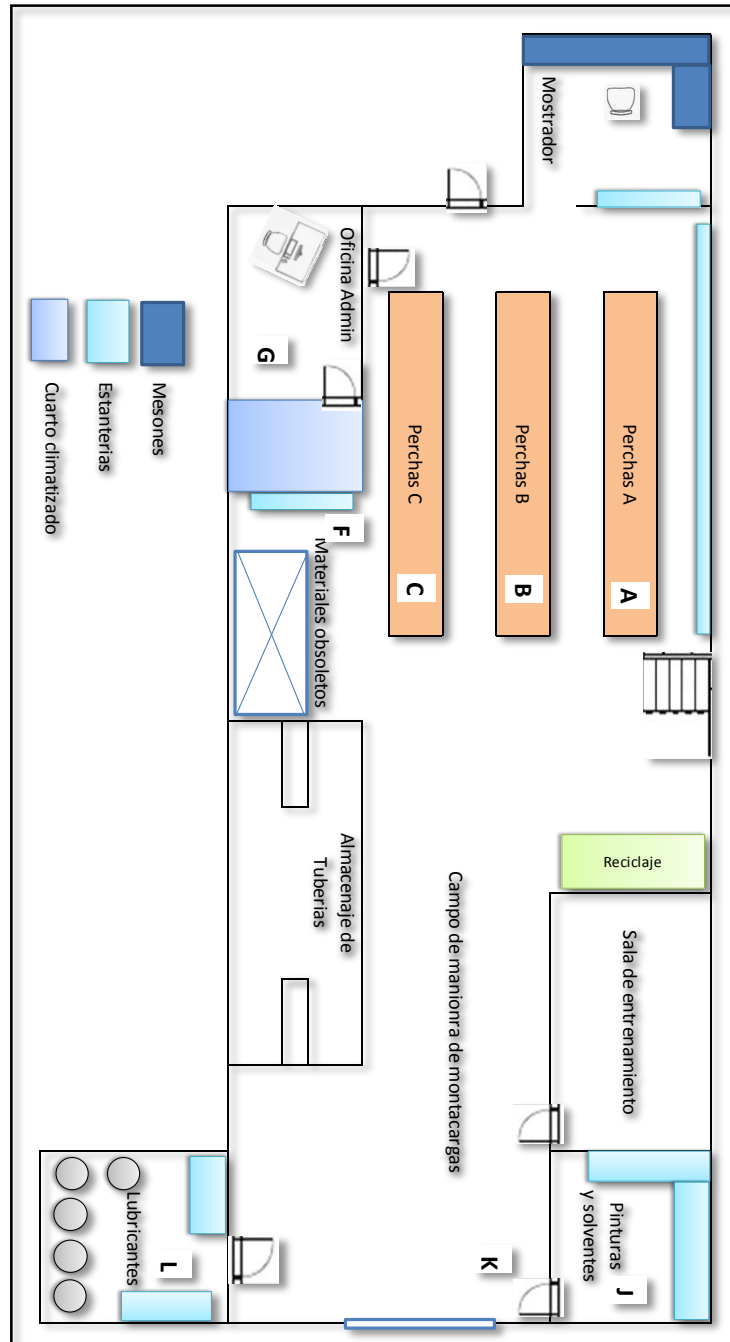 Mostrador
Oficina Admin
G
Mesones
Estanterias
Cuarto climatizado
Perchas A
A
Perchas B
B
Perchas C
C
F
Materiales obsoletos
Reciclaje
Almacenaje de
Tuberias
Campo de manionra de montacargas
Sala de entrenamiento
Pinturas
y solventes
J
K
Lubricantes
L